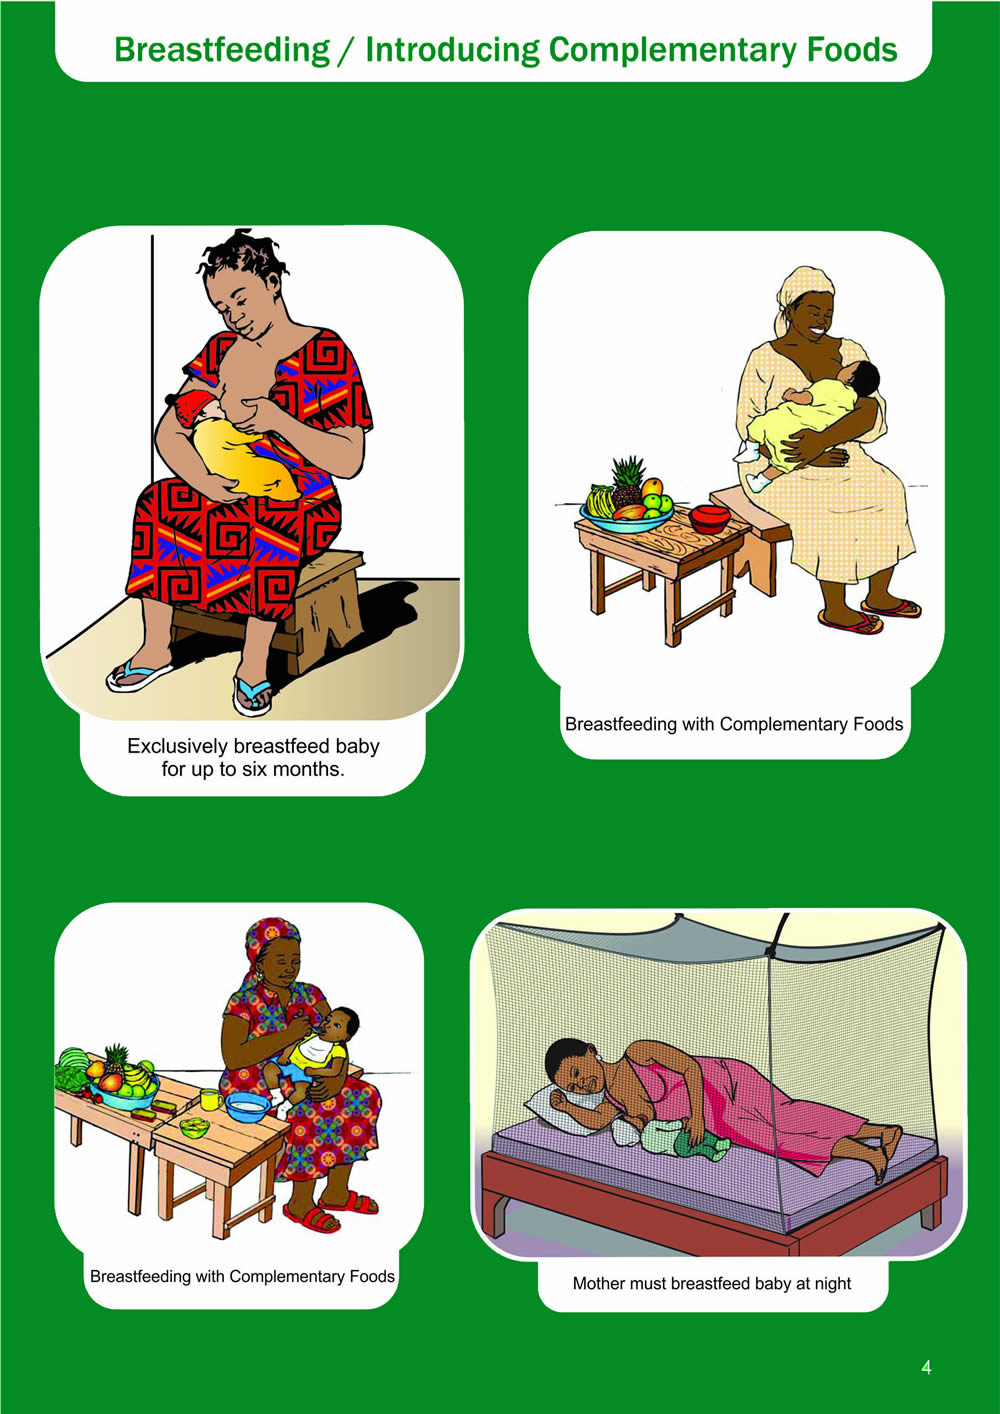 Breastfeeding / Introducing Complementary Foods
Exclusively breastfeed baby
for up to six months.
Breastfeeding with Complementary Foods
Breastfeeding with Complementary Foods
Mother must breastfeed baby at night
4